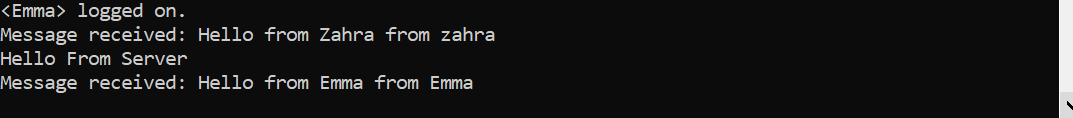 <Emma> logged on.
Message received: Hello from Zahra from zahra
Hello From Server
Message received: Hello from Emma from Emma